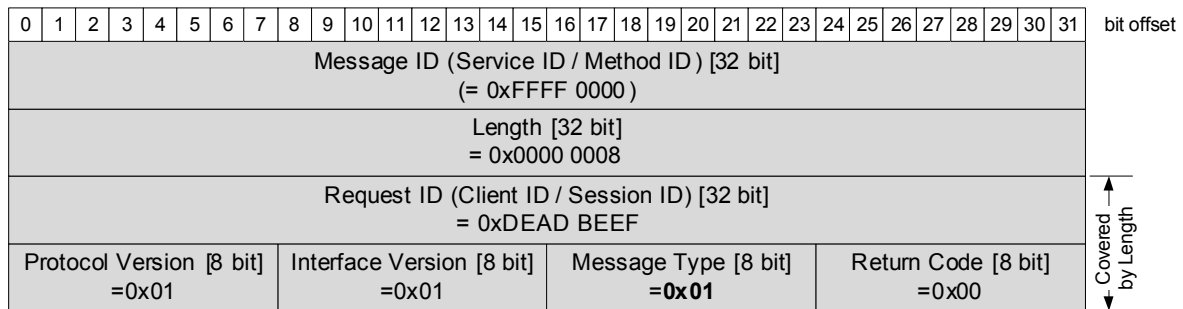 0 1 2 3 4 5 6 7 8 9 10 11 12 13 14 15 16 17 18 19 20 21 22 23 24 25 26 27 28 29 30 31 bit offset
Message ID (Service ID / Method ID) [32 bit]
(= 0xFFFF 0000)
Length [32 bit]
= 0x0000 0008
Request ID (Client ID / Session ID) [32 bit]
= 0xDEAD BEEF
Protocol Version [8 bit] Interface Version [8 bit] Message Type [8 bit] Return Code [8 bit]
=0x01 =0x01 =0x01 =0x00
Covered
by Length